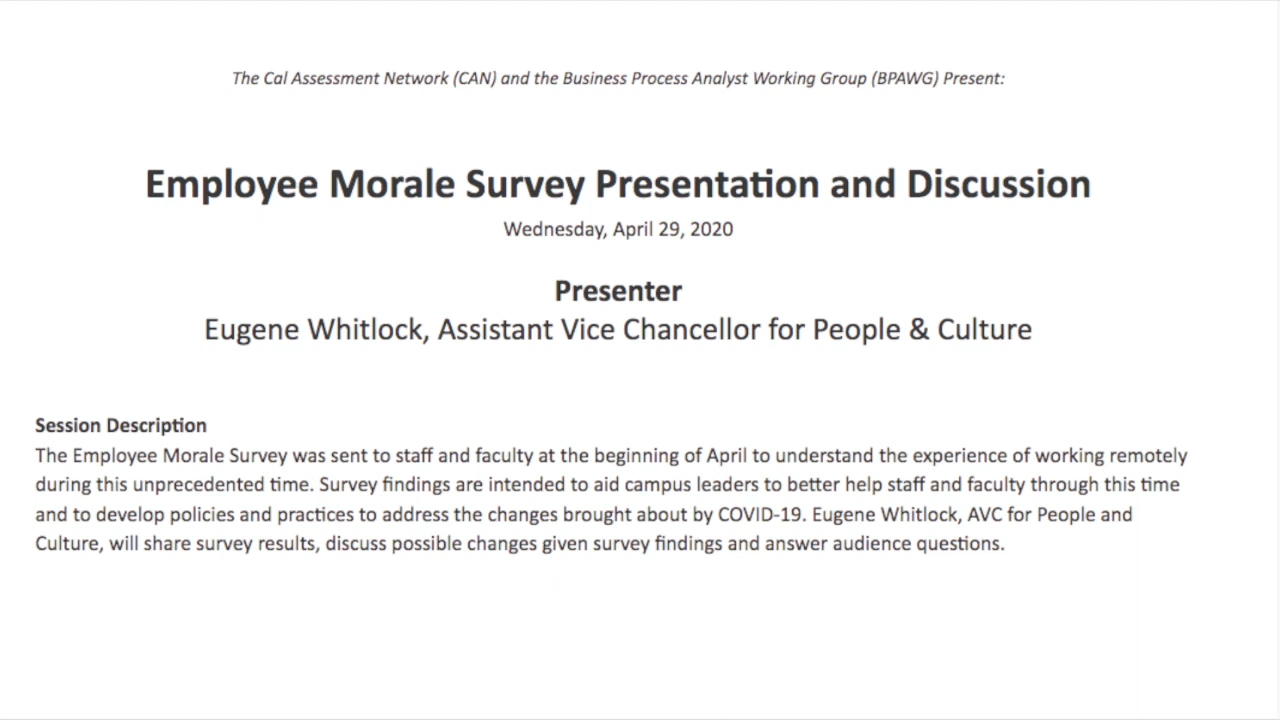 The Cal Assessment Network (CAN) and the Business Process Analyst Working Group (BPAWG) Present:
Employee Morale Survey Presentation and Discussion
Wednesday, April 29, 2020
Presenter
Eugene Whitlock, Assistant Vice Chancellor for People & Culture
Session Description
The Employee Morale Survey was sent to staff and faculty at the beginning of April to understand the experience of working remotely
during this unprecedented time. Survey findings are intended to aid campus leaders to better help staff and faculty through this time
and to develop policies and practices to address the changes brought about by COVID-19. Eugene Whitlock, AVC for People and
Culture, will share survey results, discuss possible changes given survey findings and answer audience questions.